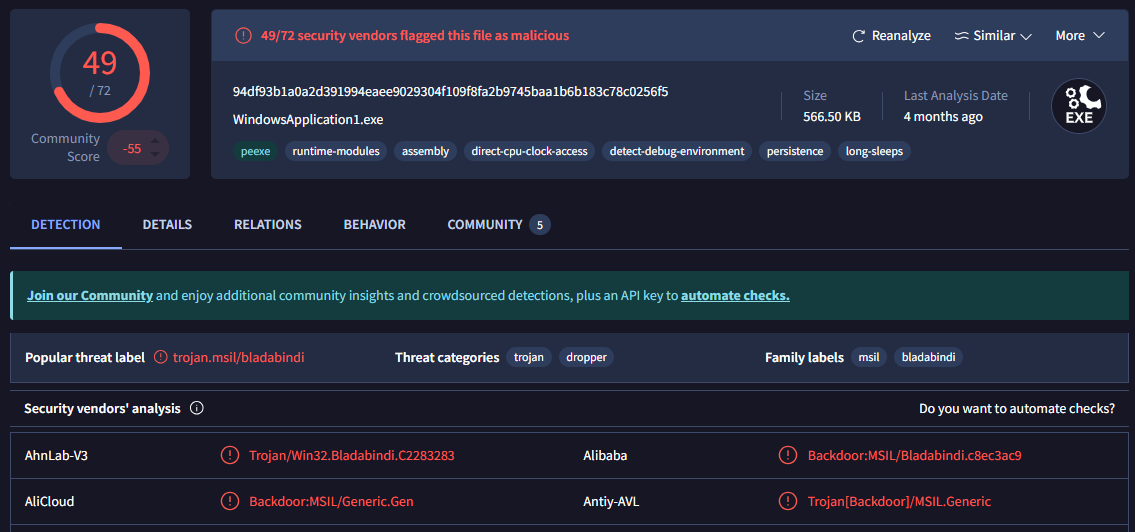 49
/ 72
Community
Score
-55
49/72 security vendors flagged this file as malicious
Reanalyze
Similar
More
94df93b1a0a2d391994eaee9029304f109f8fa2b9745baa1b6b183c78c0256f5
WindowsApplication1.exe
Size
566.50 KB
Last Analysis Date
4 months ago
EXE
peexe runtime-modules assembly direct-cpu-clock-access detect-debug-environment persistence long-sleeps
DETECTION DETAILS RELATIONS BEHAVIOR COMMUNITY 5
Join our Community and enjoy additional community insights and crowdsourced detections, plus an API key to automate checks.
Popular threat label trojan.msil/bladabindi Threat categories trojan dropper Family labels msil bladabindi
Security vendors' analysis Do you want to automate checks?
AhnLab-V3 Trojan/Win32.Bladabindi.C2283283 Alibaba Backdoor:MSIL/Bladabindi.c8ec3ac9
AliCloud Backdoor:MSIL/Generic.Gen Antiy-AVL Trojan[Backdoor]/MSIL.Generic